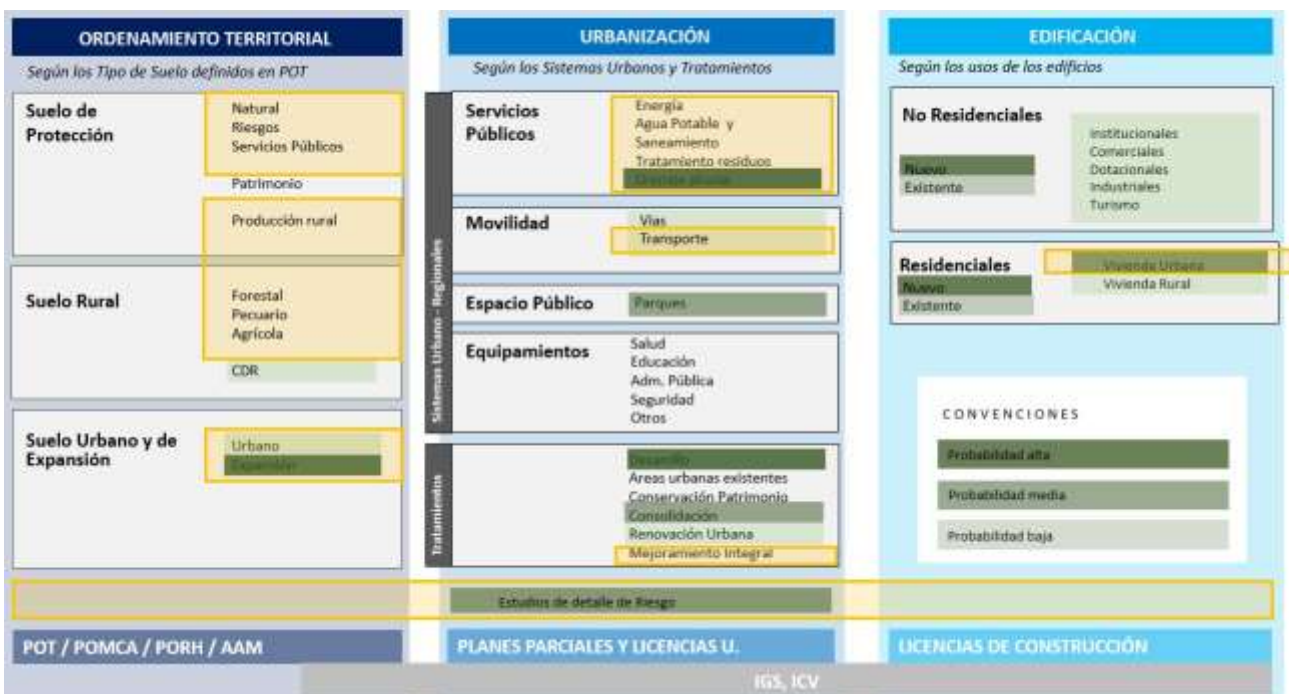 ORDENAMIENTO TERRITORIAL
Según los Tipo de Suelo definidos en POT
Suelo de
Protección
Natural
Riesgos
Servicios Públicos
Patrimonio
Producción rural
Suelo Rural
Forestal
Pecuario
Agrícola
CDR
Suelo Urbano y de
Expansión
Urbano
Expansión
POT / POMCA / PORH / AAM
URBANIZACIÓN
Según los Sistemas Urbanos y Tratamientos
Sistemas Urbano - Regionales
Servicios
Públicos
Energía
Agua Potable y
Saneamiento
Tratamiento residuos
Movilidad
Vías
Transporte
Espacio Público
Parques
Equipamientos
Salud
Educación
Adm. Pública
Seguridad
Otros
Tratamientos
Desarrollo
Areas urbanas existentes
Conservación Patrimonio
Consolidación
Renovación Urbana
Mejoramiento Integral
Estudios de detalle de Riesgo
PLANES PARCIALES Y LICENCIAS U.
EDIFICACIÓN
Según los usos de los edificios
No Residenciales
Nuevo
Existente
Institucionales
Comerciales
Dotacionales
Industriales
Turismo
Residenciales
Nuevo
Existente
Vivienda Urbana
Vivienda Rural
CONVENCIONES
Probabilidad alta
Probabilidad media
Probabilidad baja
LICENCIAS DE CONSTRUCCIÓN
IGS, ICV